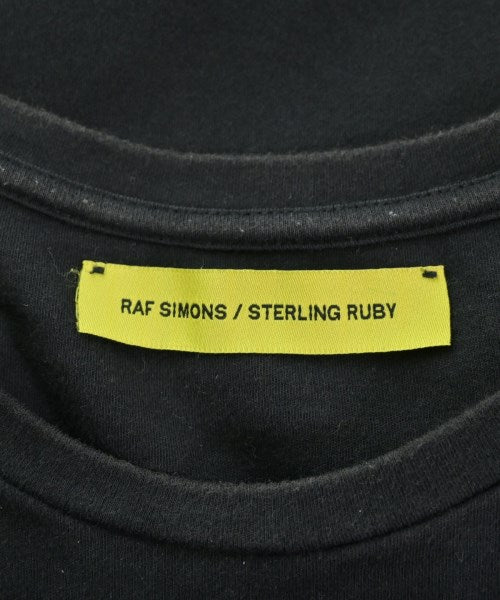 RAF SIMONS / STERLING RUBY